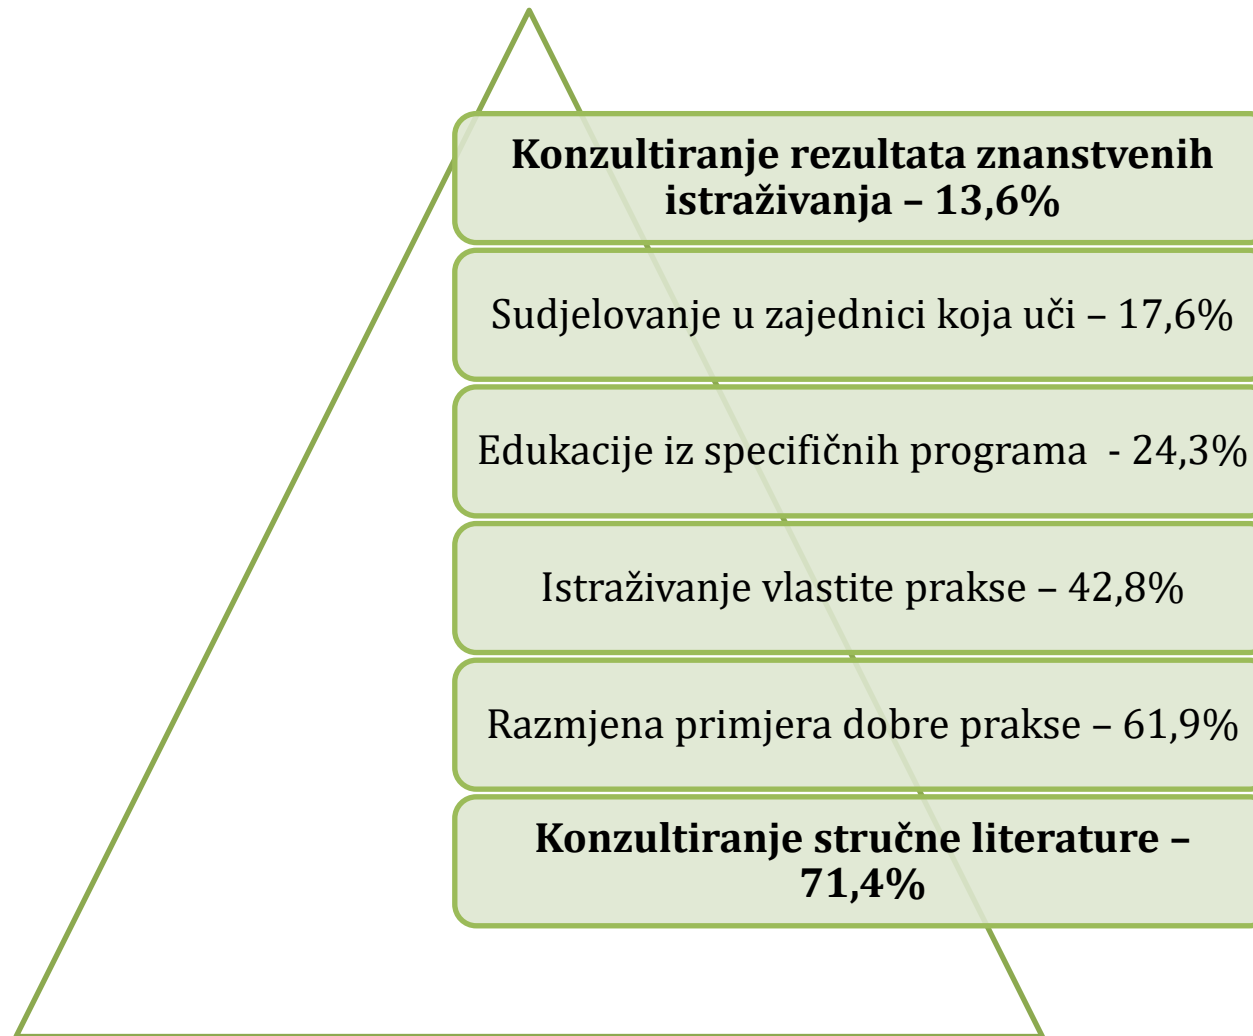 Konzultiranje rezultata znanstvenih
istraživanja – 13,6%
Sudjelovanje u zajednici koja uči – 17,6%
Edukacije iz specifičnih programa - 24,3%
Istraživanje vlastite prakse – 42,8%
Razmjena primjera dobre prakse – 61,9%
Konzultiranje stručne literature –
71,4%